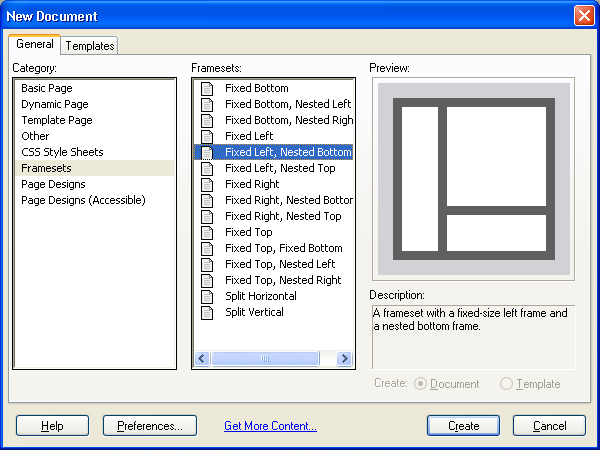 New Document
General
Templates
Category:
Basic Page
Dynamic Page
Template Page
Other
CSS Style Sheets
Framesets
Page Designs
Page Designs (Accessible)
Framesets:
Fixed Bottom
Fixed Bottom, Nested Left
Fixed Bottom, Nested Righ
Fixed Left
Fixed Left, Nested Bottom
Fixed Left, Nested Top
Fixed Right
Fixed Right, Nested Bottor
Fixed Right, Nested Top
Fixed Top
Fixed Top, Fixed Bottom
Fixed Top, Nested Left
Fixed Top, Nested Right
Split Horizontal
Split Vertical
Preview:
Description:
A frameset with a fixed-size left frame and
a nested bottom frame.
Create: Document Template
Help Preferences... Get More Content... Create Cancel